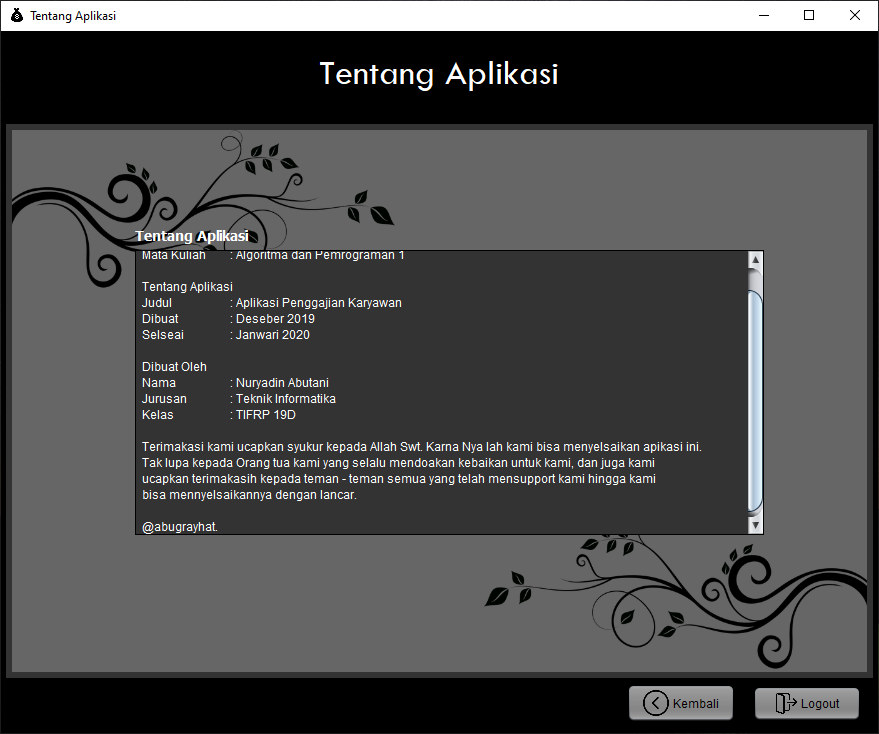 Tentang Aplikasi
Tentang Aplikasi
Tentang Aplikasi
Mata Kuliah : Algoritma dan Pemrograman 1
Tentang Aplikasi
Judul : Aplikasi Penggajian Karyawan
Dibuat : Deseber 2019
Selseai : Janwari 2020
Dibuat Oleh
Nama : Nuryadin Abutani
Jurusan : Teknik Informatika
Kelas : TIFRP 19D
Terimakasi kami ucapkan syukur kepada Allah Swt. Karna Nya lah kami bisa menyelsaikan apikasi ini.
Tak lupa kepada Orang tua kami yang selalu mendoakan kebaikan untuk kami, dan juga kami
ucapkan terimakasih kepada teman - teman semua yang telah mensupport kami hingga kami
bisa mennyelsaikannya dengan lancar.
@abugrayhat.
Kembali
Logout